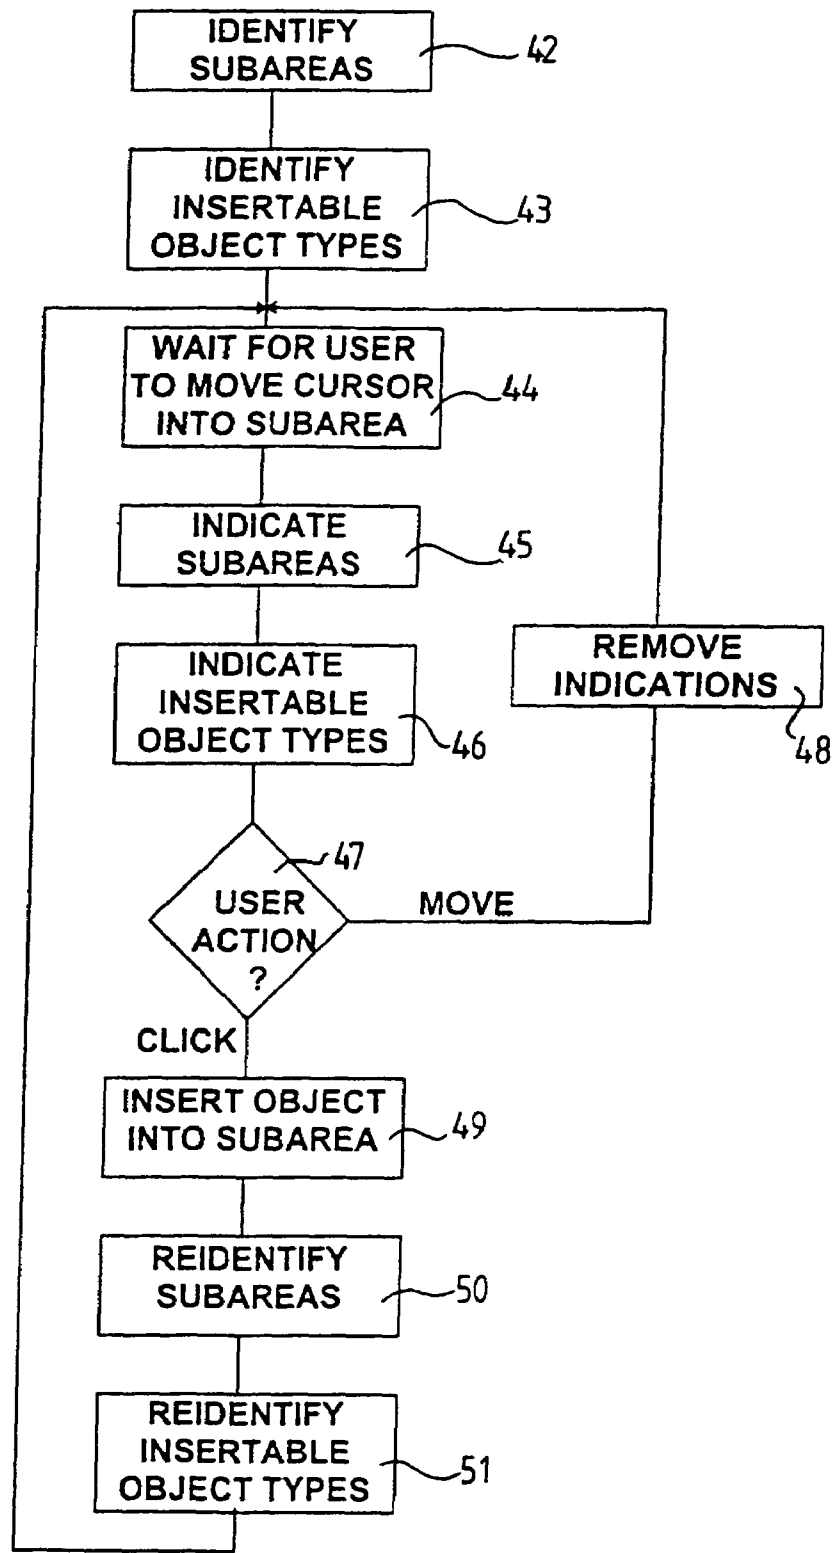 IDENTIFY
SUBAREAS
42
IDENTIFY
INSERTABLE
OBJECT TYPES
43
WAIT FOR USER
TO MOVE CURSOR
INTO SUBAREA
44
INDICATE
SUBAREAS
45
INDICATE
INSERTABLE
OBJECT TYPES
46
REMOVE
INDICATIONS
48
47
USER
ACTION
?
MOVE
CLICK
INSERT OBJECT
INTO SUBAREA
49
REIDENTIFY
SUBAREAS
50
REIDENTIFY
INSERTABLE
OBJECT TYPES
51